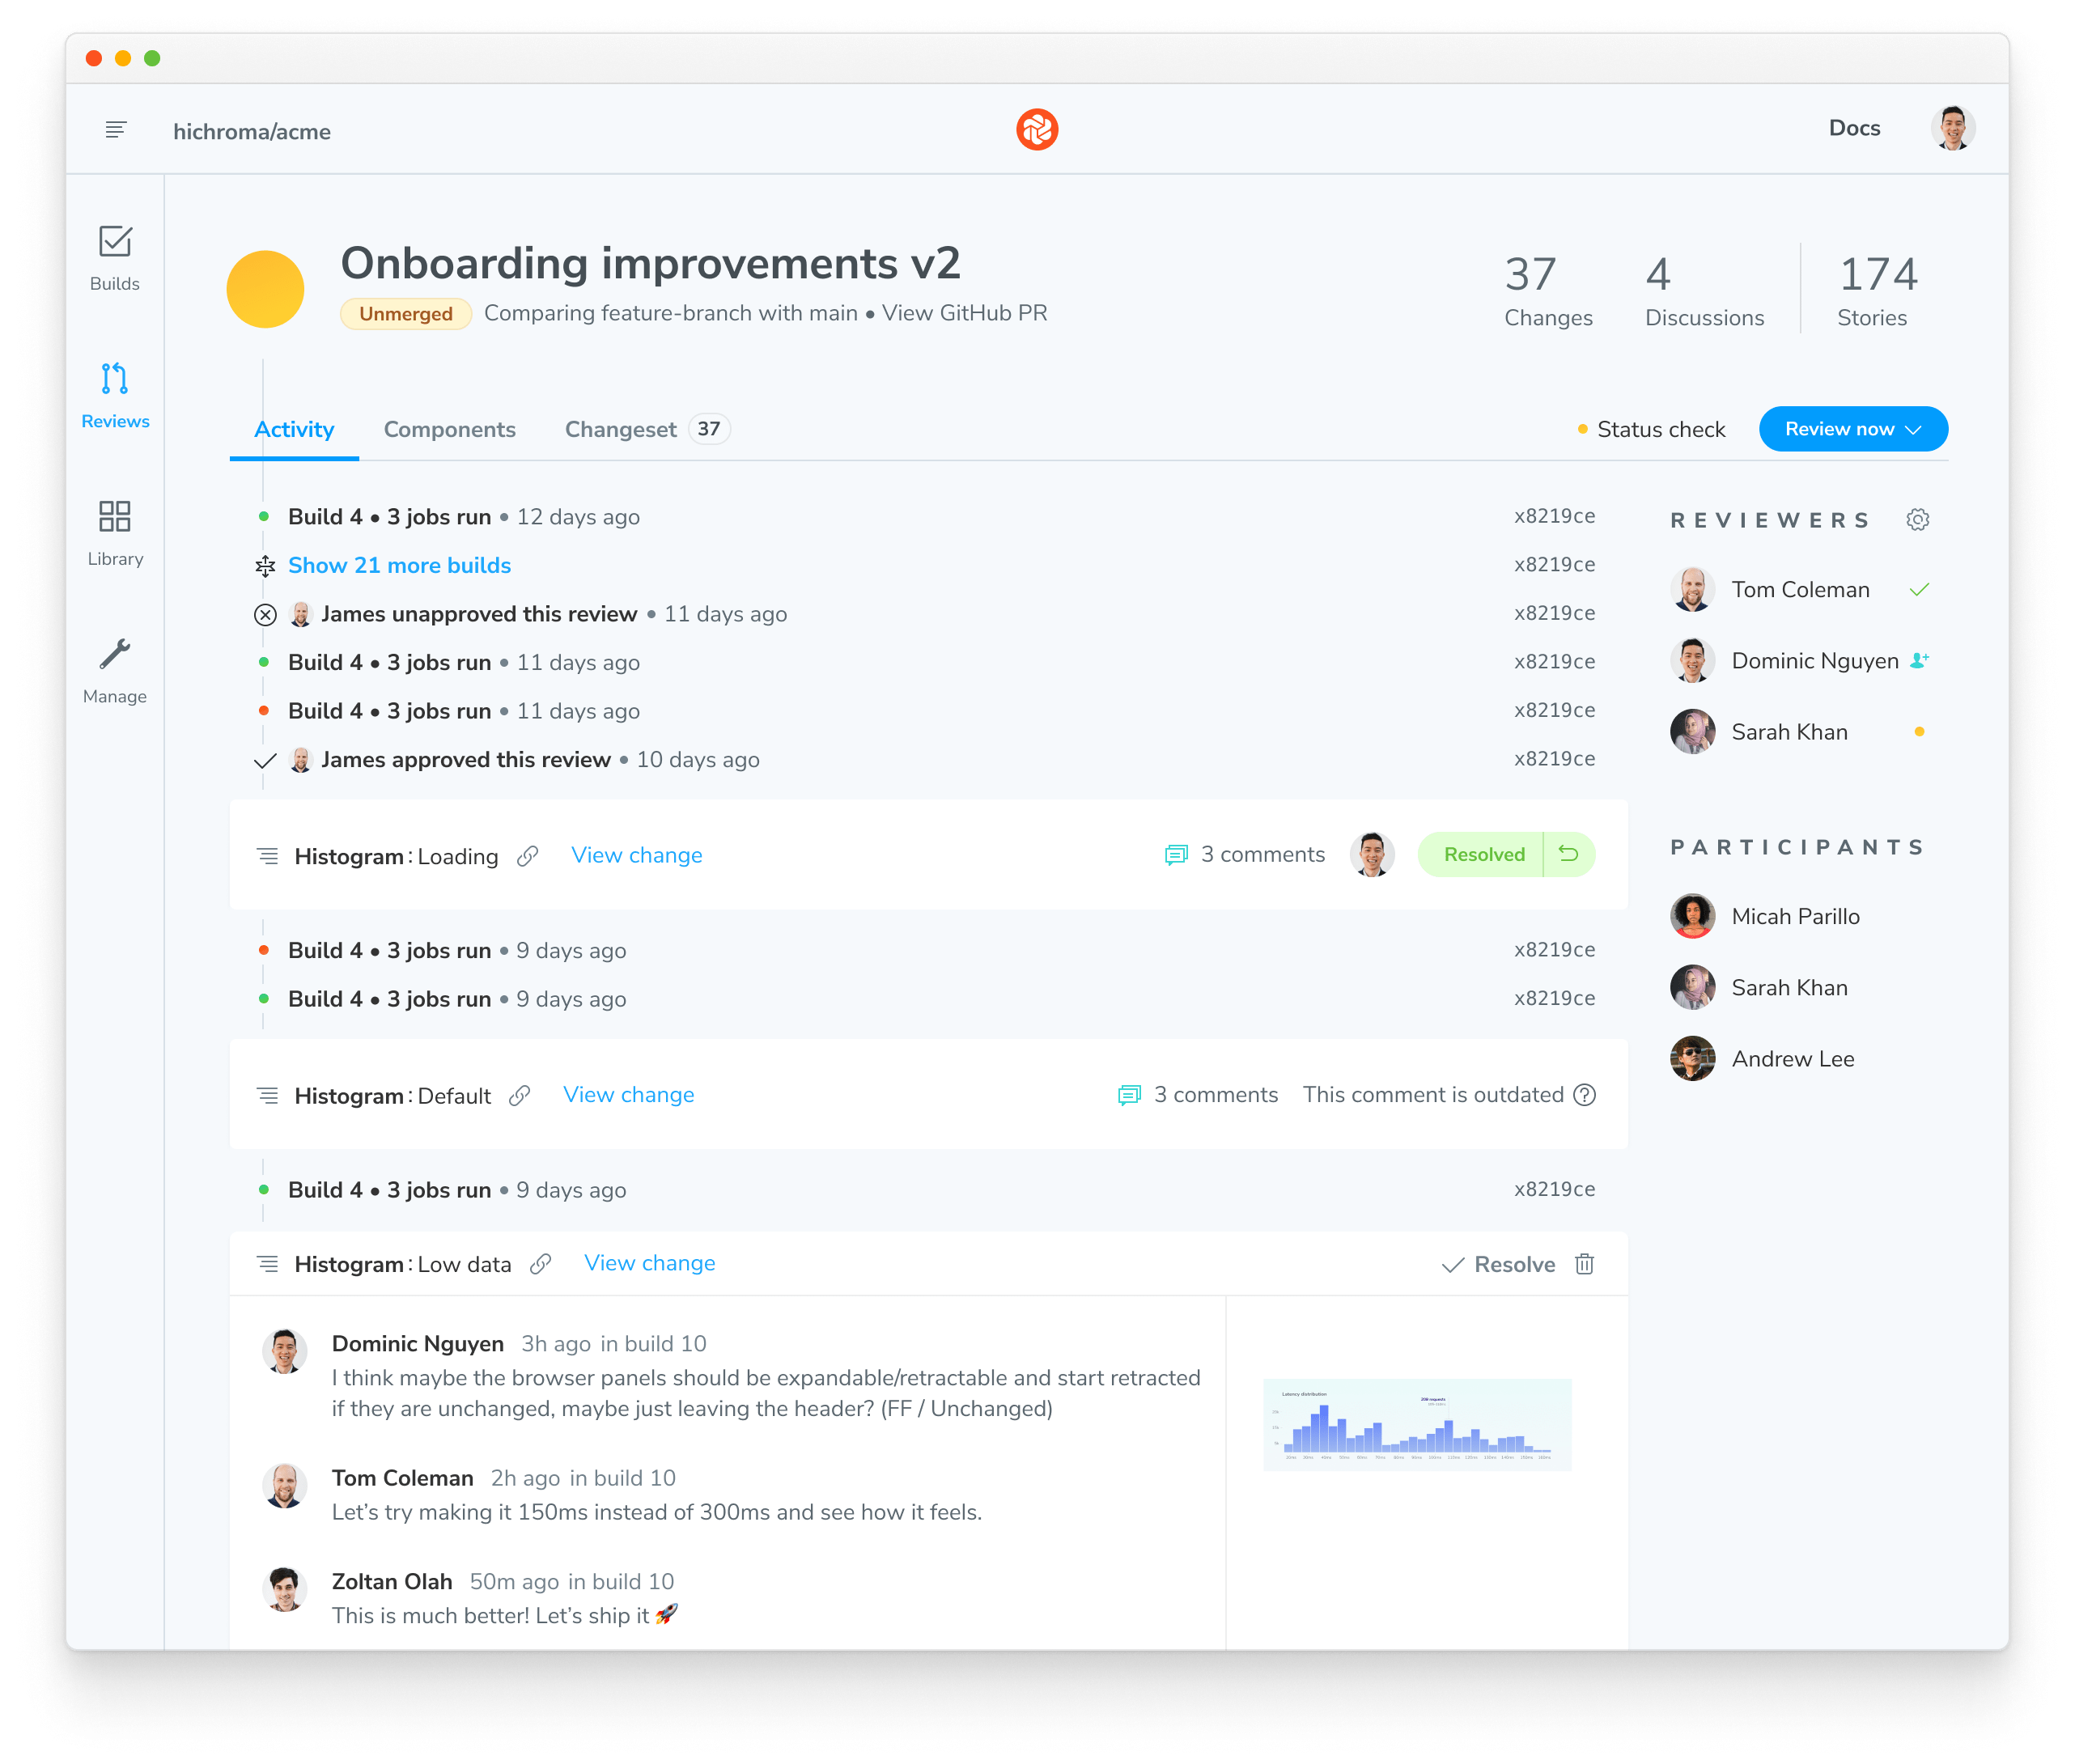 hichroma/acme
Docs
Builds
Reviews
Library
Manage
Onboarding improvements v2
Unmerged Comparing feature-branch with main • View GitHub PR
37 Changes
4 Discussions
174 Stories
Activity Components Changeset 37
Status check Review now
Build 4 • 3 jobs run • 12 days ago x8219ce
Show 21 more builds x8219ce
James unapproved this review • 11 days ago x8219ce
Build 4 • 3 jobs run • 11 days ago x8219ce
Build 4 • 3 jobs run • 11 days ago x8219ce
James approved this review • 10 days ago x8219ce
Histogram: Loading View change 3 comments Resolved
Build 4 • 3 jobs run • 9 days ago x8219ce
Build 4 • 3 jobs run • 9 days ago x8219ce
Histogram: Default View change 3 comments This comment is outdated
Build 4 • 3 jobs run • 9 days ago x8219ce
Histogram: Low data View change Resolve
Dominic Nguyen 3h ago in build 10
I think maybe the browser panels should be expandable/retractable and start retracted
if they are unchanged, maybe just leaving the header? (FF / Unchanged)
Tom Coleman 2h ago in build 10
Let’s try making it 150ms instead of 300ms and see how it feels.
Zoltan Olah 50m ago in build 10
This is much better! Let’s ship it 🚀
Latency distribution
REVIEWERS
Tom Coleman
Dominic Nguyen
Sarah Khan
PARTICIPANTS
Micah Parillo
Sarah Khan
Andrew Lee